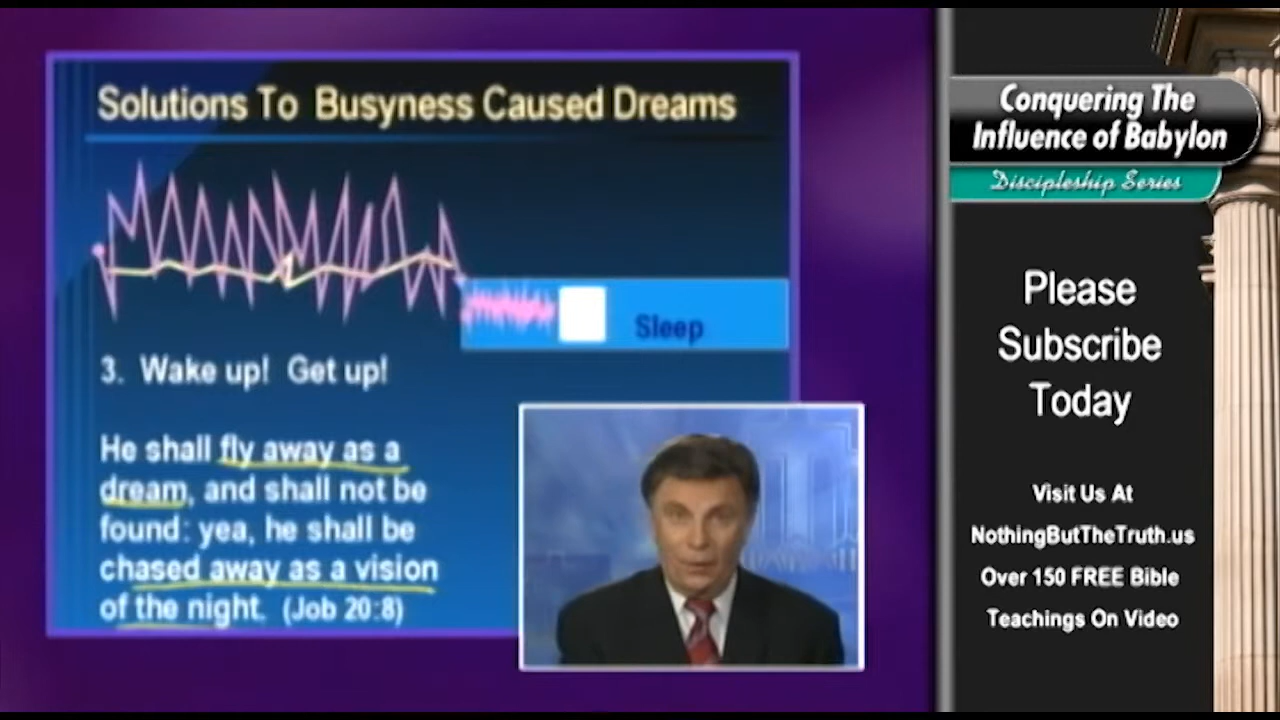 Solutions To Busyness Caused Dreams
Sleep
3. Wake up! Get up!
He shall fly away as a
dream, and shall not be
found: yea, he shall be
chased away as a vision
of the night. (Job 20:8)
Conquering The
Influence of Babylon
Discipleship Series
Please
Subscribe
Today
Visit Us At
NothingButTheTruth.us
Over 150 FREE Bible
Teachings On Video